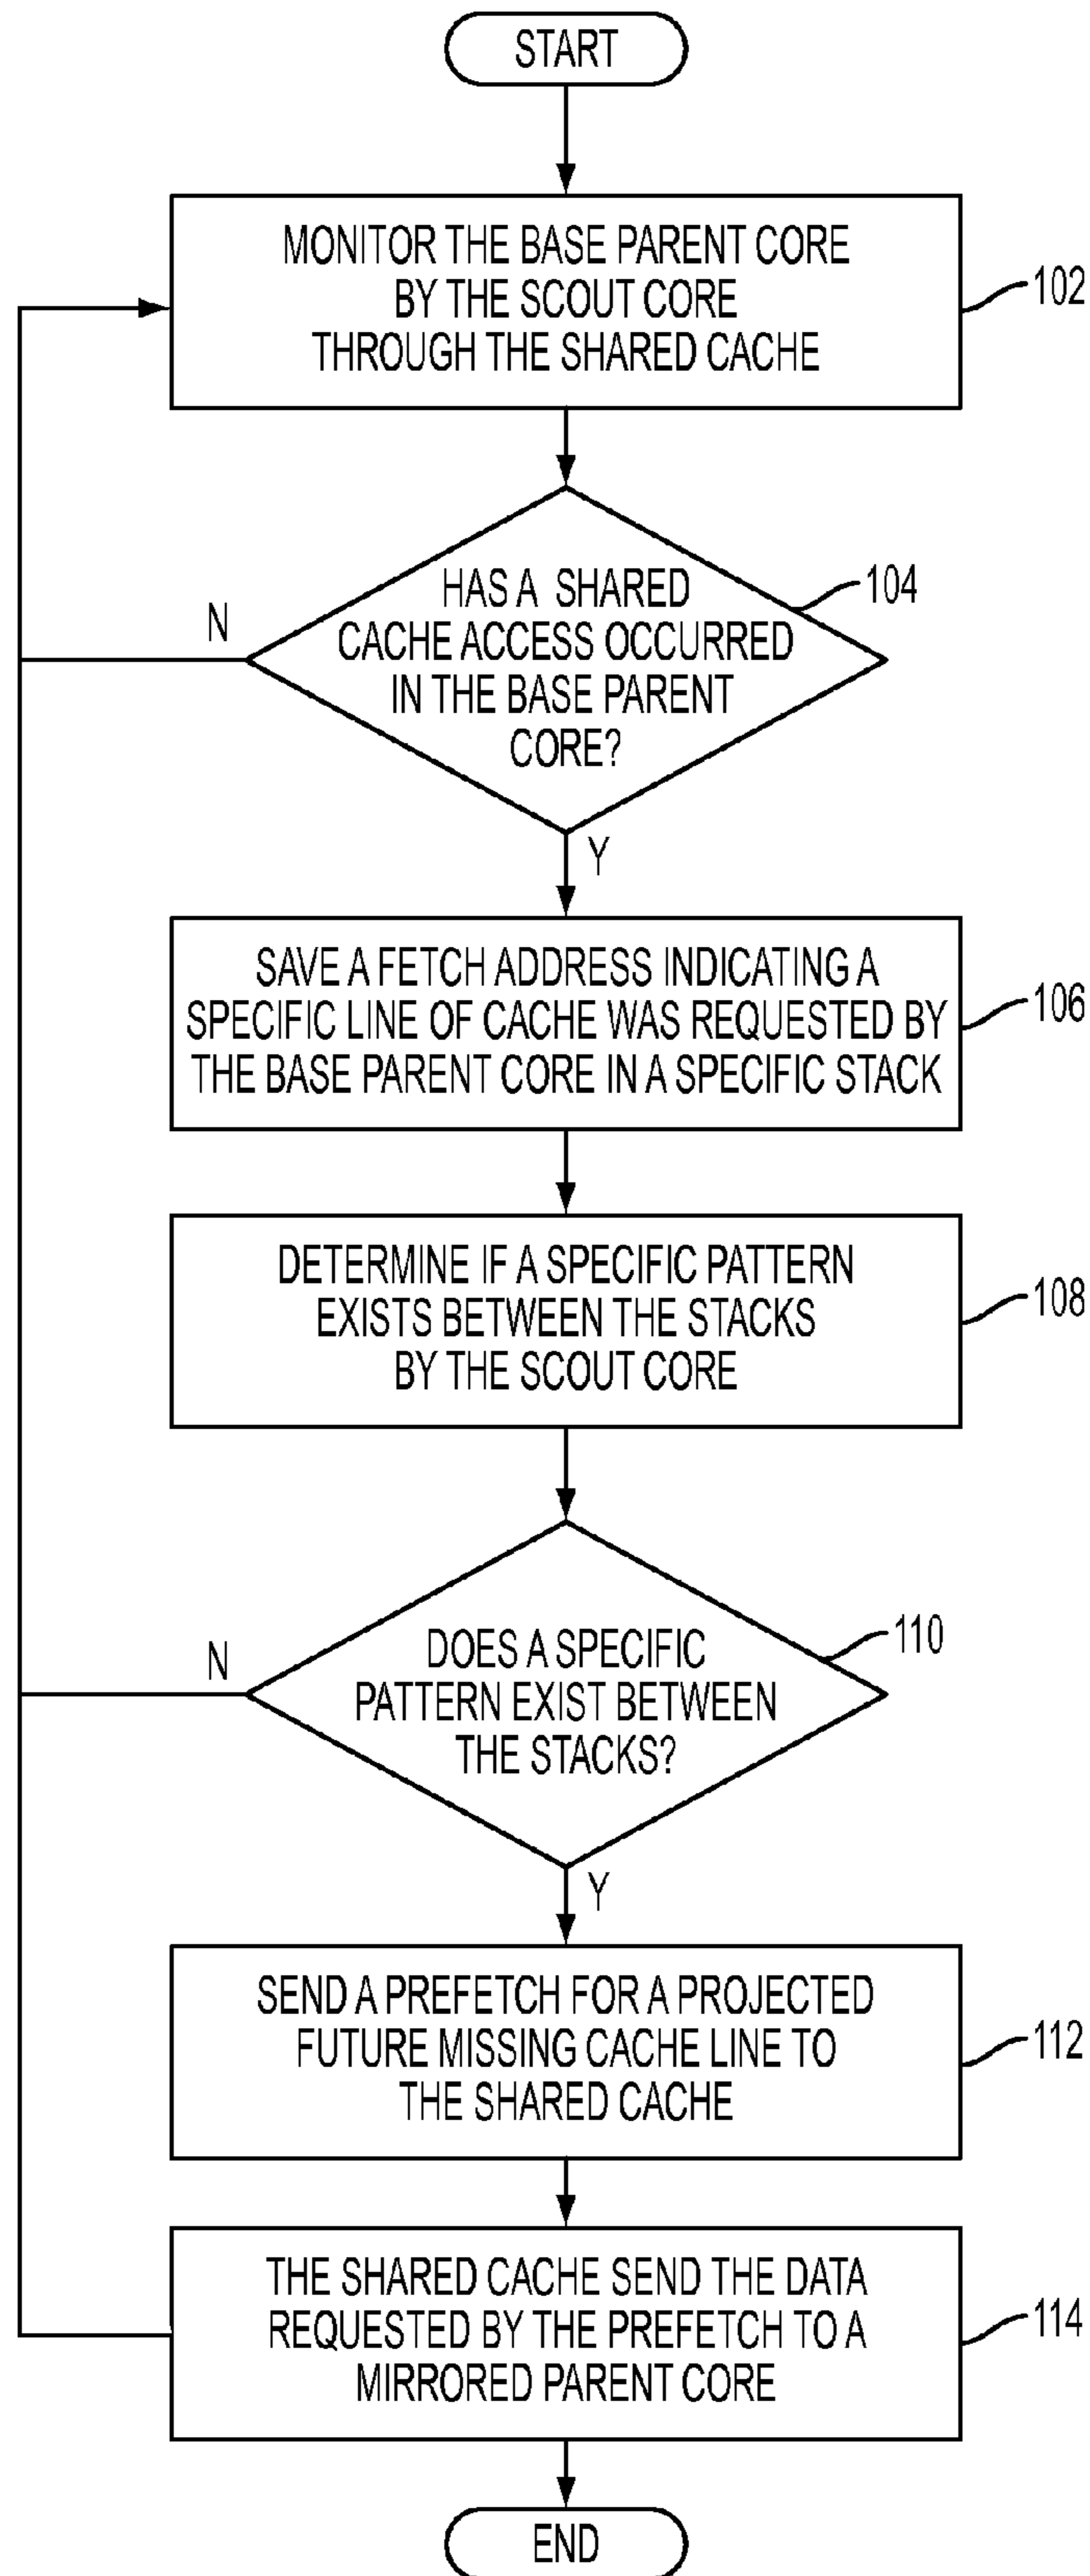 START
MONITOR THE BASE PARENT CORE
BY THE SCOUT CORE
THROUGH THE SHARED CACHE
102
HAS A SHARED
CACHE ACCESS OCCURRED
IN THE BASE PARENT
CORE?
104
N
Y
SAVE A FETCH ADDRESS INDICATING A
SPECIFIC LINE OF CACHE WAS REQUESTED BY
THE BASE PARENT CORE IN A SPECIFIC STACK
106
DETERMINE IF A SPECIFIC PATTERN
EXISTS BETWEEN THE STACKS
BY THE SCOUT CORE
108
DOES A SPECIFIC
PATTERN EXIST BETWEEN
THE STACKS?
110
N
Y
SEND A PREFETCH FOR A PROJECTED
FUTURE MISSING CACHE LINE TO
THE SHARED CACHE
112
THE SHARED CACHE SEND THE DATA
REQUESTED BY THE PREFETCH TO A
MIRRORED PARENT CORE
114
END